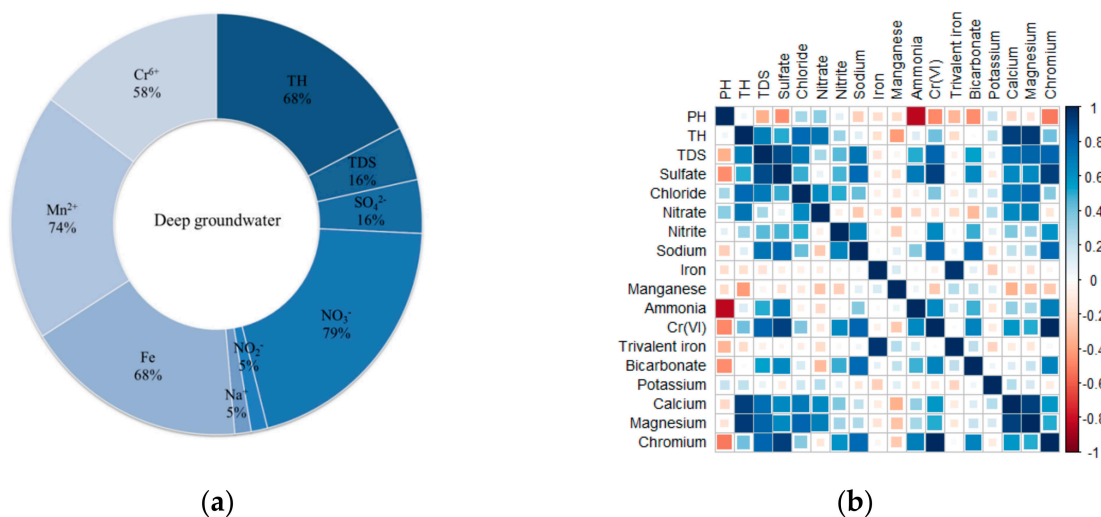 Cr⁶⁺
58%
TH
68%
TDS
16%
SO₄²⁻
16%
Mn²⁺
74%
Deep groundwater
NO₃⁻
79%
Fe
68%
NO₂⁻
5%
Na⁺
5%
(a)
PH
TH
TDS
Sulfate
Chloride
Nitrate
Nitrite
Sodium
Iron
Manganese
Ammonia
Cr(VI)
Trivalent iron
Bicarbonate
Potassium
Calcium
Magnesium
Chromium
PH
TH
TDS
Sulfate
Chloride
Nitrate
Nitrite
Sodium
Iron
Manganese
Ammonia
Cr(VI)
Trivalent iron
Bicarbonate
Potassium
Calcium
Magnesium
Chromium
1
0.8
0.6
0.4
0.2
0
-0.2
-0.4
-0.6
-0.8
-1
(b)